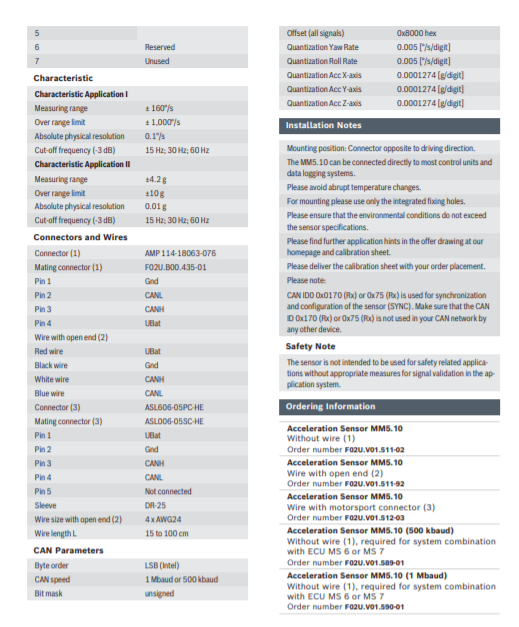 5
6 Reserved
7 Unused
Characteristic
Characteristic Application I
Measuring range ± 160°/s
Over range limit ± 1,000°/s
Absolute physical resolution 0.1°/s
Cut-off frequency (-3 dB) 15 Hz; 30 Hz; 60 Hz
Characteristic Application II
Measuring range ±4.2 g
Over range limit ±10 g
Absolute physical resolution 0.01 g
Cut-off frequency (-3 dB) 15 Hz; 30 Hz; 60 Hz
Connectors and Wires
Connector (1) AMP 114-18063-076
Mating connector (1) F02U.B00.435-01
Pin 1 Gnd
Pin 2 CANL
Pin 3 CANH
Pin 4 UBat
Wire with open end (2)
Red wire UBat
Black wire Gnd
White wire CANH
Blue wire CANL
Connector (3) ASL606-05PC-HE
Mating connector (3) ASL006-05SC-HE
Pin 1 UBat
Pin 2 Gnd
Pin 3 CANH
Pin 4 CANL
Pin 5 Not connected
Sleeve DR-25
Wire size with open end (2) 4 x AWG24
Wire length L 15 to 100 cm
CAN Parameters
Byte order LSB (Intel)
CAN speed 1 Mbaud or 500 kbaud
Bit mask unsigned
Offset (all signals) 0x8000 hex
Quantization Yaw Rate 0.005 [°/s/digit]
Quantization Roll Rate 0.005 [°/s/digit]
Quantization Acc X-axis 0.0001274 [g/digit]
Quantization Acc Y-axis 0.0001274 [g/digit]
Quantization Acc Z-axis 0.0001274 [g/digit]
Installation Notes
Mounting position: Connector opposite to driving direction.
The MM5.10 can be connected directly to most control units and
data logging systems.
Please avoid abrupt temperature changes.
For mounting please use only the integrated fixing holes.
Please ensure that the environmental conditions do not exceed
the sensor specifications.
Please find further application hints in the offer drawing at our
homepage and calibration sheet.
Please deliver the calibration sheet with your order placement.
Please note:
CAN ID0 0x0170 (Rx) or 0x75 (Rx) is used for synchronization
and configuration of the sensor (SYNC). Make sure that the CAN
ID 0x170 (Rx) or 0x75 (Rx) is not used in your CAN network by
any other device.
Safety Note
The sensor is not intended to be used for safety related applica-
tions without appropriate measures for signal validation in the ap-
plication system.
Ordering Information
Acceleration Sensor MM5.10
Without wire (1)
Order number F02U.V01.511-02
Acceleration Sensor MM5.10
Wire with open end (2)
Order number F02U.V01.511-92
Acceleration Sensor MM5.10
Wire with motorsport connector (3)
Order number F02U.V01.512-03
Acceleration Sensor MM5.10 (500 kbaud)
Without wire (1), required for system combination
with ECU MS 6 or MS 7
Order number F02U.V01.589-01
Acceleration Sensor MM5.10 (1 Mbaud)
Without wire (1), required for system combination
with ECU MS 6 or MS 7
Order number F02U.V01.590-01